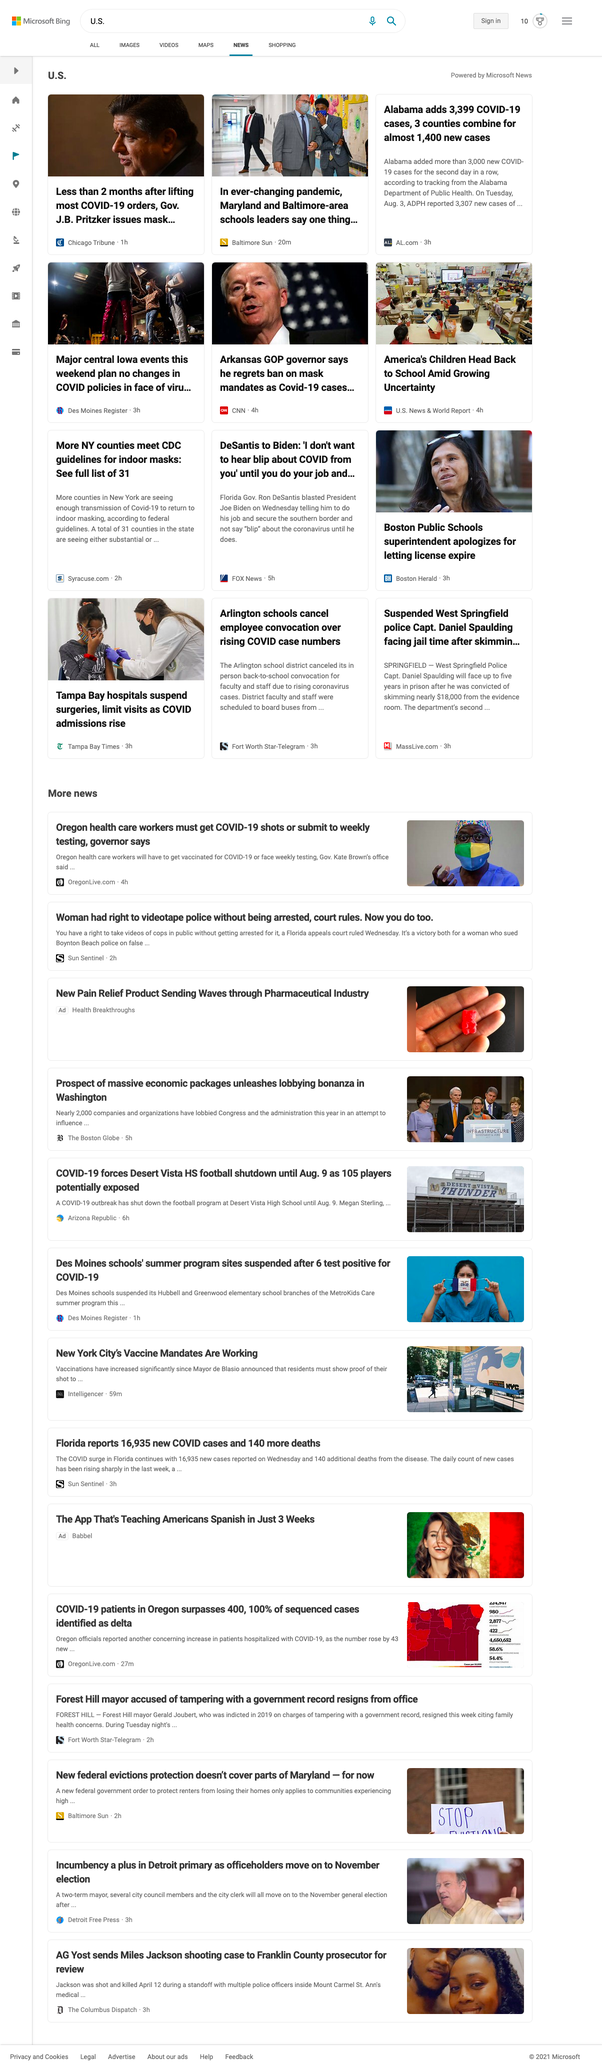 Microsoft Bing
U.S.
Sign in
10
ALL
IMAGES
VIDEOS
MAPS
NEWS
SHOPPING
U.S.
Powered by Microsoft News
Less than 2 months after lifting
most COVID-19 orders, Gov.
J.B. Pritzker issues mask...
Chicago Tribune · 1h
In ever-changing pandemic,
Maryland and Baltimore-area
schools leaders say one thing...
Baltimore Sun · 20m
Alabama adds 3,399 COVID-19
cases, 3 counties combine for
almost 1,400 new cases
Alabama added more than 3,000 new COVID-
19 cases for the second day in a row,
according to tracking from the Alabama
Department of Public Health. On Tuesday,
Aug. 3, ADPH reported 3,307 new cases of ...
AL.com · 3h
Major central Iowa events this
weekend plan no changes in
COVID policies in face of viru...
Des Moines Register · 3h
Arkansas GOP governor says
he regrets ban on mask
mandates as Covid-19 cases...
CNN · 4h
America's Children Head Back
to School Amid Growing
Uncertainty
U.S. News & World Report · 4h
More NY counties meet CDC
guidelines for indoor masks:
See full list of 31
More counties in New York are seeing
enough transmission of Covid-19 to return to
indoor masking, according to federal
guidelines. A total of 31 counties in the state
are seeing either substantial or ...
Syracuse.com · 2h
DeSantis to Biden: 'I don't want
to hear blip about COVID from
you' until you do your job and...
Florida Gov. Ron DeSantis blasted President
Joe Biden on Wednesday telling him to do
his job and secure the southern border and
not say "blip" about the coronavirus until he
does.
FOX News · 5h
Boston Public Schools
superintendent apologizes for
letting license expire
Boston Herald · 3h
Tampa Bay hospitals suspend
surgeries, limit visits as COVID
admissions rise
Tampa Bay Times · 3h
Arlington schools cancel
employee convocation over
rising COVID case numbers
The Arlington school district canceled its in
person back-to-school convocation for
faculty and staff due to rising coronavirus
cases. District faculty and staff were
scheduled to board buses from ...
Fort Worth Star-Telegram · 3h
Suspended West Springfield
police Capt. Daniel Spaulding
facing jail time after skimmin...
SPRINGFIELD — West Springfield Police
Capt. Daniel Spaulding will face up to five
years in prison after he was convicted of
skimming nearly $18,000 from the evidence
room. The department's second ...
MassLive.com · 3h
More news
Oregon health care workers must get COVID-19 shots or submit to weekly
testing, governor says
Oregon health care workers will have to get vaccinated for COVID-19 or face weekly testing, Gov. Kate Brown's office
said ...
OregonLive.com · 4h
Woman had right to videotape police without being arrested, court rules. Now you do too.
You have a right to take videos of cops in public without getting arrested for it, a Florida appeals court ruled Wednesday. It's a victory both for a woman who sued
Boynton Beach police on false ...
Sun Sentinel · 2h
New Pain Relief Product Sending Waves through Pharmaceutical Industry
Ad Health Breakthroughs
Prospect of massive economic packages unleashes lobbying bonanza in
Washington
Nearly 2,000 companies and organizations have lobbied Congress and the administration this year in an attempt to
influence ...
The Boston Globe · 5h
INFRASTRUCTURE
COVID-19 forces Desert Vista HS football shutdown until Aug. 9 as 105 players
potentially exposed
A COVID-19 outbreak has shut down the football program at Desert Vista High School until Aug. 9. Megan Sterling, ...
Arizona Republic · 6h
DESERT VISTA
THUNDER
Des Moines schools' summer program sites suspended after 6 test positive for
COVID-19
Des Moines schools suspended its Hubbell and Greenwood elementary school branches of the MetroKids Care
summer program this ...
Des Moines Register · 1h
New York City's Vaccine Mandates Are Working
Vaccinations have increased significantly since Mayor de Blasio announced that residents must show proof of their
shot to ...
Intelligencer · 59m
NYC
Florida reports 16,935 new COVID cases and 140 more deaths
The COVID surge in Florida continues with 16,935 new cases reported on Wednesday and 140 additional deaths from the disease. The daily count of new cases
has been rising sharply in the last week, a ...
Sun Sentinel · 3h
The App That's Teaching Americans Spanish in Just 3 Weeks
Ad Babbel
COVID-19 patients in Oregon surpasses 400, 100% of sequenced cases
identified as delta
Oregon officials reported another concerning increase in patients hospitalized with COVID-19, as the number rose by 43
new ...
OregonLive.com · 27m
980
2,877
422
4,650,652
58.6%
54.4%
Forest Hill mayor accused of tampering with a government record resigns from office
FOREST HILL — Forest Hill mayor Gerald Joubert, who was indicted in 2019 on charges of tampering with a government record, resigned this week citing family
health concerns. During Tuesday night's ...
Fort Worth Star-Telegram · 2h
New federal evictions protection doesn't cover parts of Maryland — for now
A new federal government order to protect renters from losing their homes only applies to communities experiencing
high ...
Baltimore Sun · 2h
STOP
EVICTIONS
Incumbency a plus in Detroit primary as officeholders move on to November
election
A two-term mayor, several city council members and the city clerk will all move on to the November general election
after ...
Detroit Free Press · 3h
AG Yost sends Miles Jackson shooting case to Franklin County prosecutor for
review
Jackson was shot and killed April 12 during a standoff with multiple police officers inside Mount Carmel St. Ann's
medical ...
The Columbus Dispatch · 3h
Privacy and Cookies
Legal
Advertise
About our ads
Help
Feedback
© 2021 Microsoft